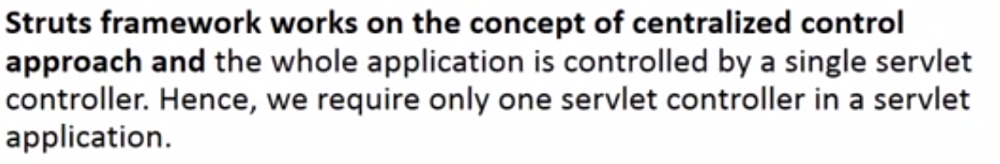 Struts framework works on the concept of centralized control
approach and the whole application is controlled by a single servlet
controller. Hence, we require only one servlet controller in a servlet
application.